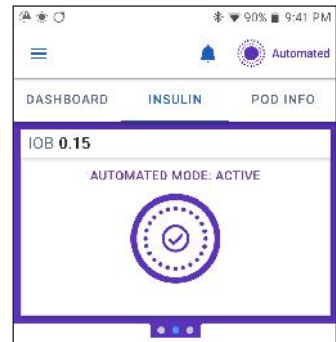 90% 9:41 PM
Automated
DASHBOARD INSULIN POD INFO
IOB 0.15
AUTOMATED MODE: ACTIVE